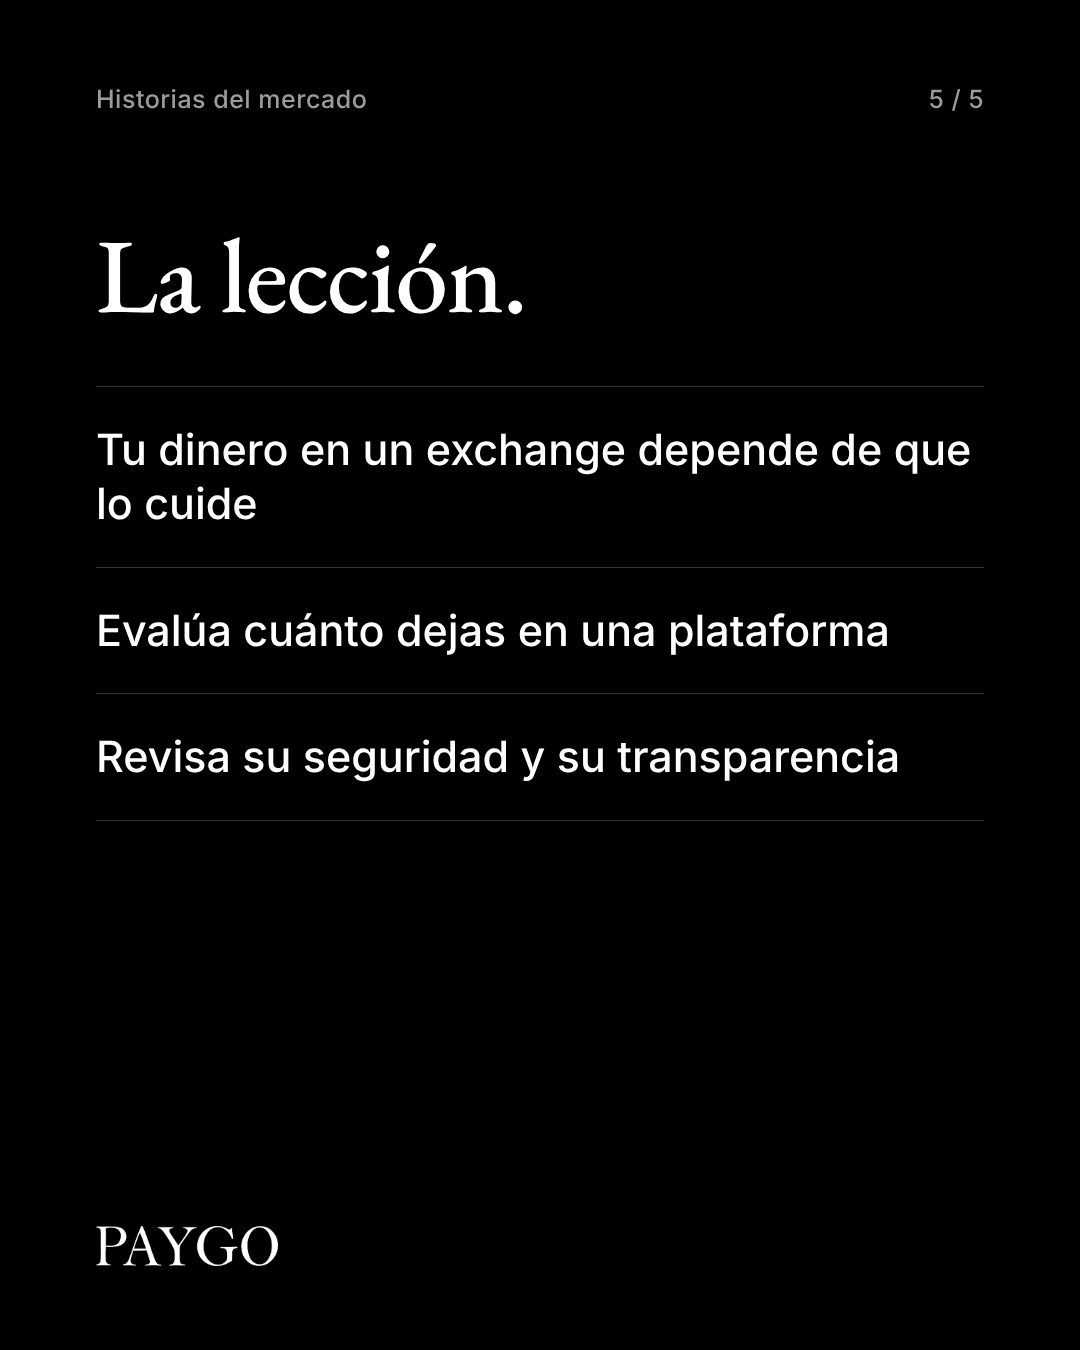 Historias del mercado
5 / 5
La lección.
Tu dinero en un exchange depende de que
lo cuide
Evalúa cuánto dejas en una plataforma
Revisa su seguridad y su transparencia
PAYGO